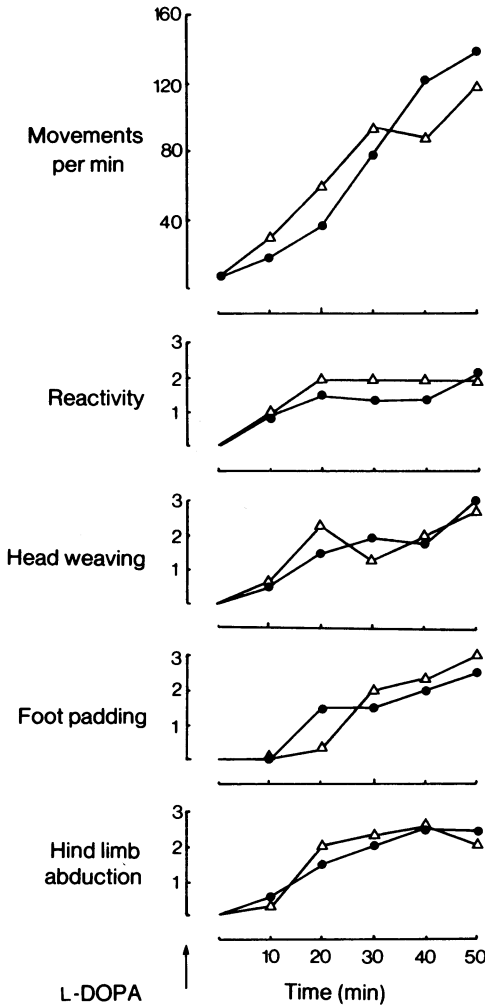 160
120
Movements
per min
80
40
3
2
Reactivity
1
3
2
Head weaving
1
3
2
Foot padding
1
3
2
Hind limb
abduction
1
10 20 30 40 50
L-DOPA
Time (min)